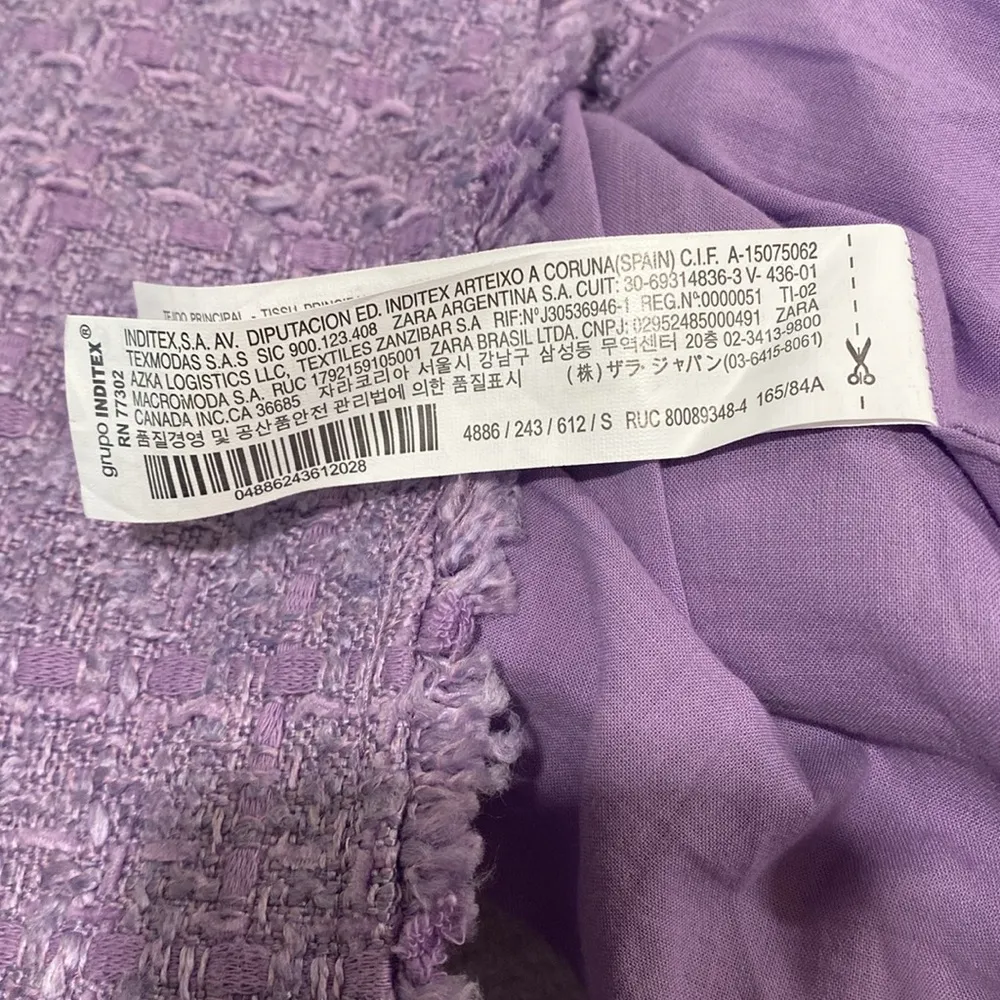 TEJIDO PRINCIPAL - TISSU
grupo INDITEX®
RN 77302
INDITEX,S.A. AV. DIPUTACION ED. INDITEX ARTEIXO A CORUNA(SPAIN) C.I.F. A-15075062
TEXMODAS S.A.S SIC 900.123.408 ZARA ARGENTINA S.A. CUIT: 30-69314836-3 V- 436-01
AZKA LOGISTICS LLC, TEXTILES ZANZIBAR S.A RIF:Nº J30536946-1 REG.Nº:0000051 TI-02
MACROMODA S.A. RUC 1792159105001, ZARA BRASIL LTDA. CNPJ: 02952485000491 ZARA
CANADA INC.CA 36685 자라코리아 서울시 강남구 삼성동 무역센터 20층 02-3413-9800
품질경영 및 공산품안전 관리법에 의한 품질표시 (株) ザラ・ジャパン(03-6415-8061)
04886243612028
4886 / 243 / 612 / S RUC 80089348-4 165/84A